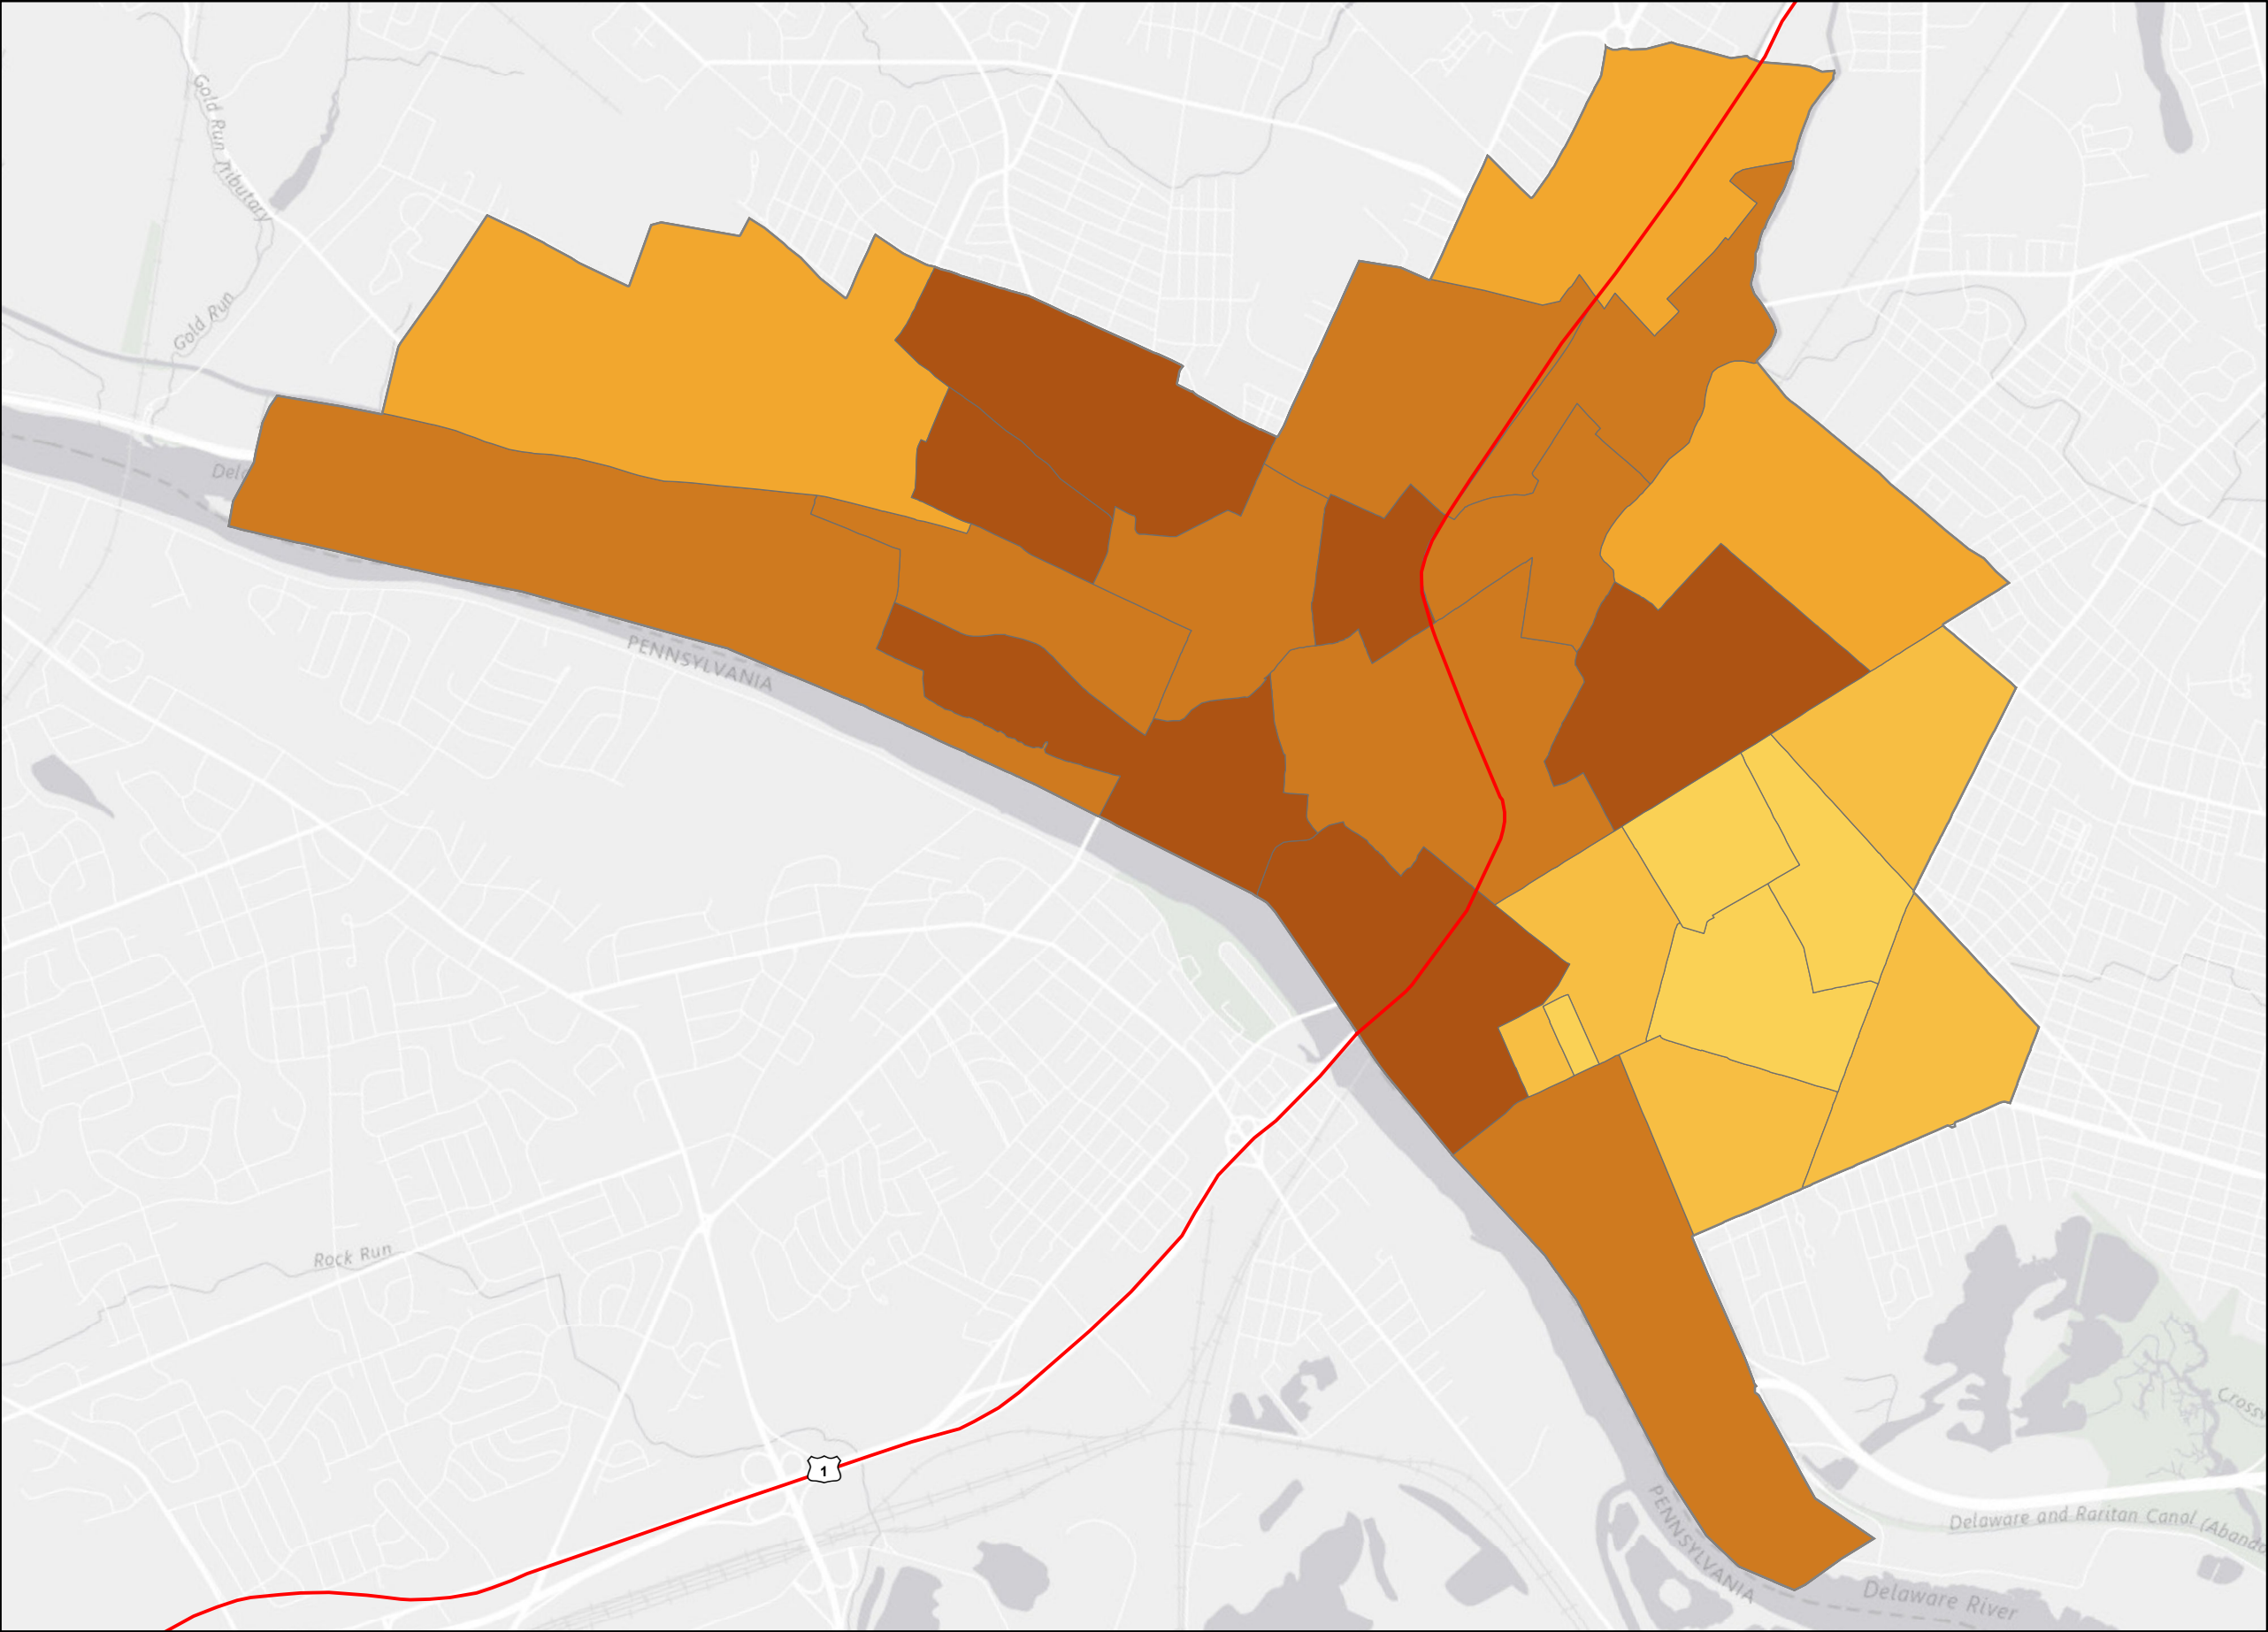 Gold Run Tributary
Gold Run
PENNSYLVANIA
Rock Run
1
PENNSYLVANIA
Delaware and Raritan Canal
Delaware River